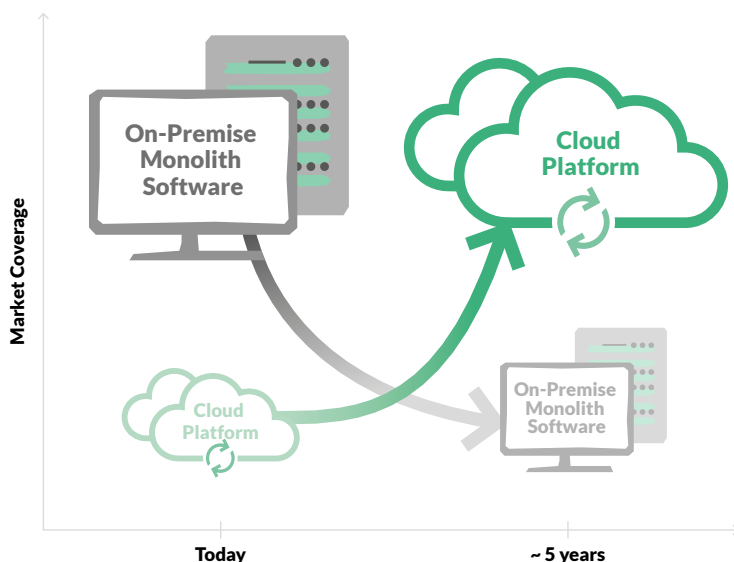 On-Premise
Monolith
Software
Cloud
Platform
Market Coverage
On-Premise
Monolith
Software
Cloud
Platform
Today
~ 5 years